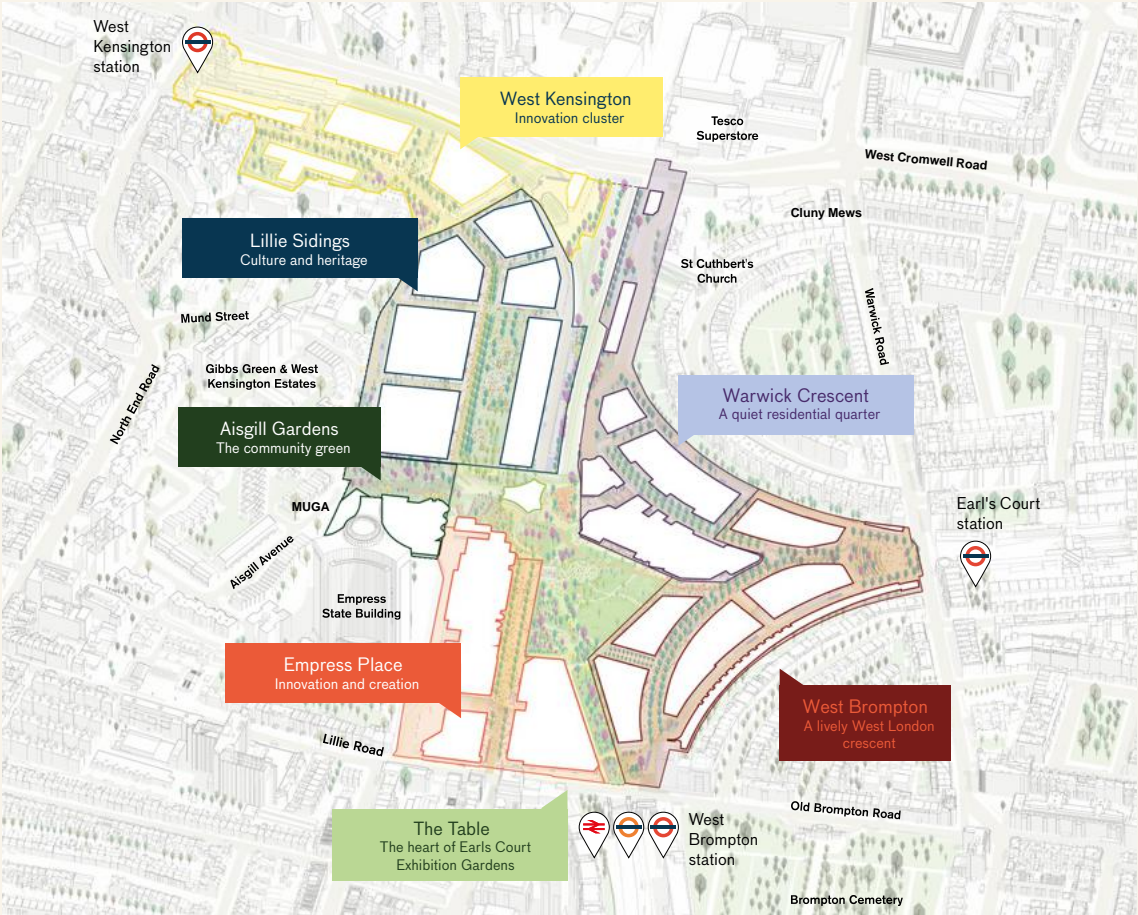 West
Kensington
station
West Kensington
Innovation cluster
Tesco
Superstore
West Cromwell Road
Cluny Mews
Lillie Sidings
Culture and heritage
St Cuthbert's
Church
Mund Street
Warwick Road
Gibbs Green & West
Kensington Estates
North End Road
Warwick Crescent
A quiet residential quarter
Aisgill Gardens
The community green
MUGA
Earl's Court
station
Aisgill Avenue
Empress
State Building
Empress Place
Innovation and creation
West Brompton
A lively West London
crescent
Lillie Road
Old Brompton Road
The Table
The heart of Earls Court
Exhibition Gardens
West
Brompton
station
Brompton Cemetery